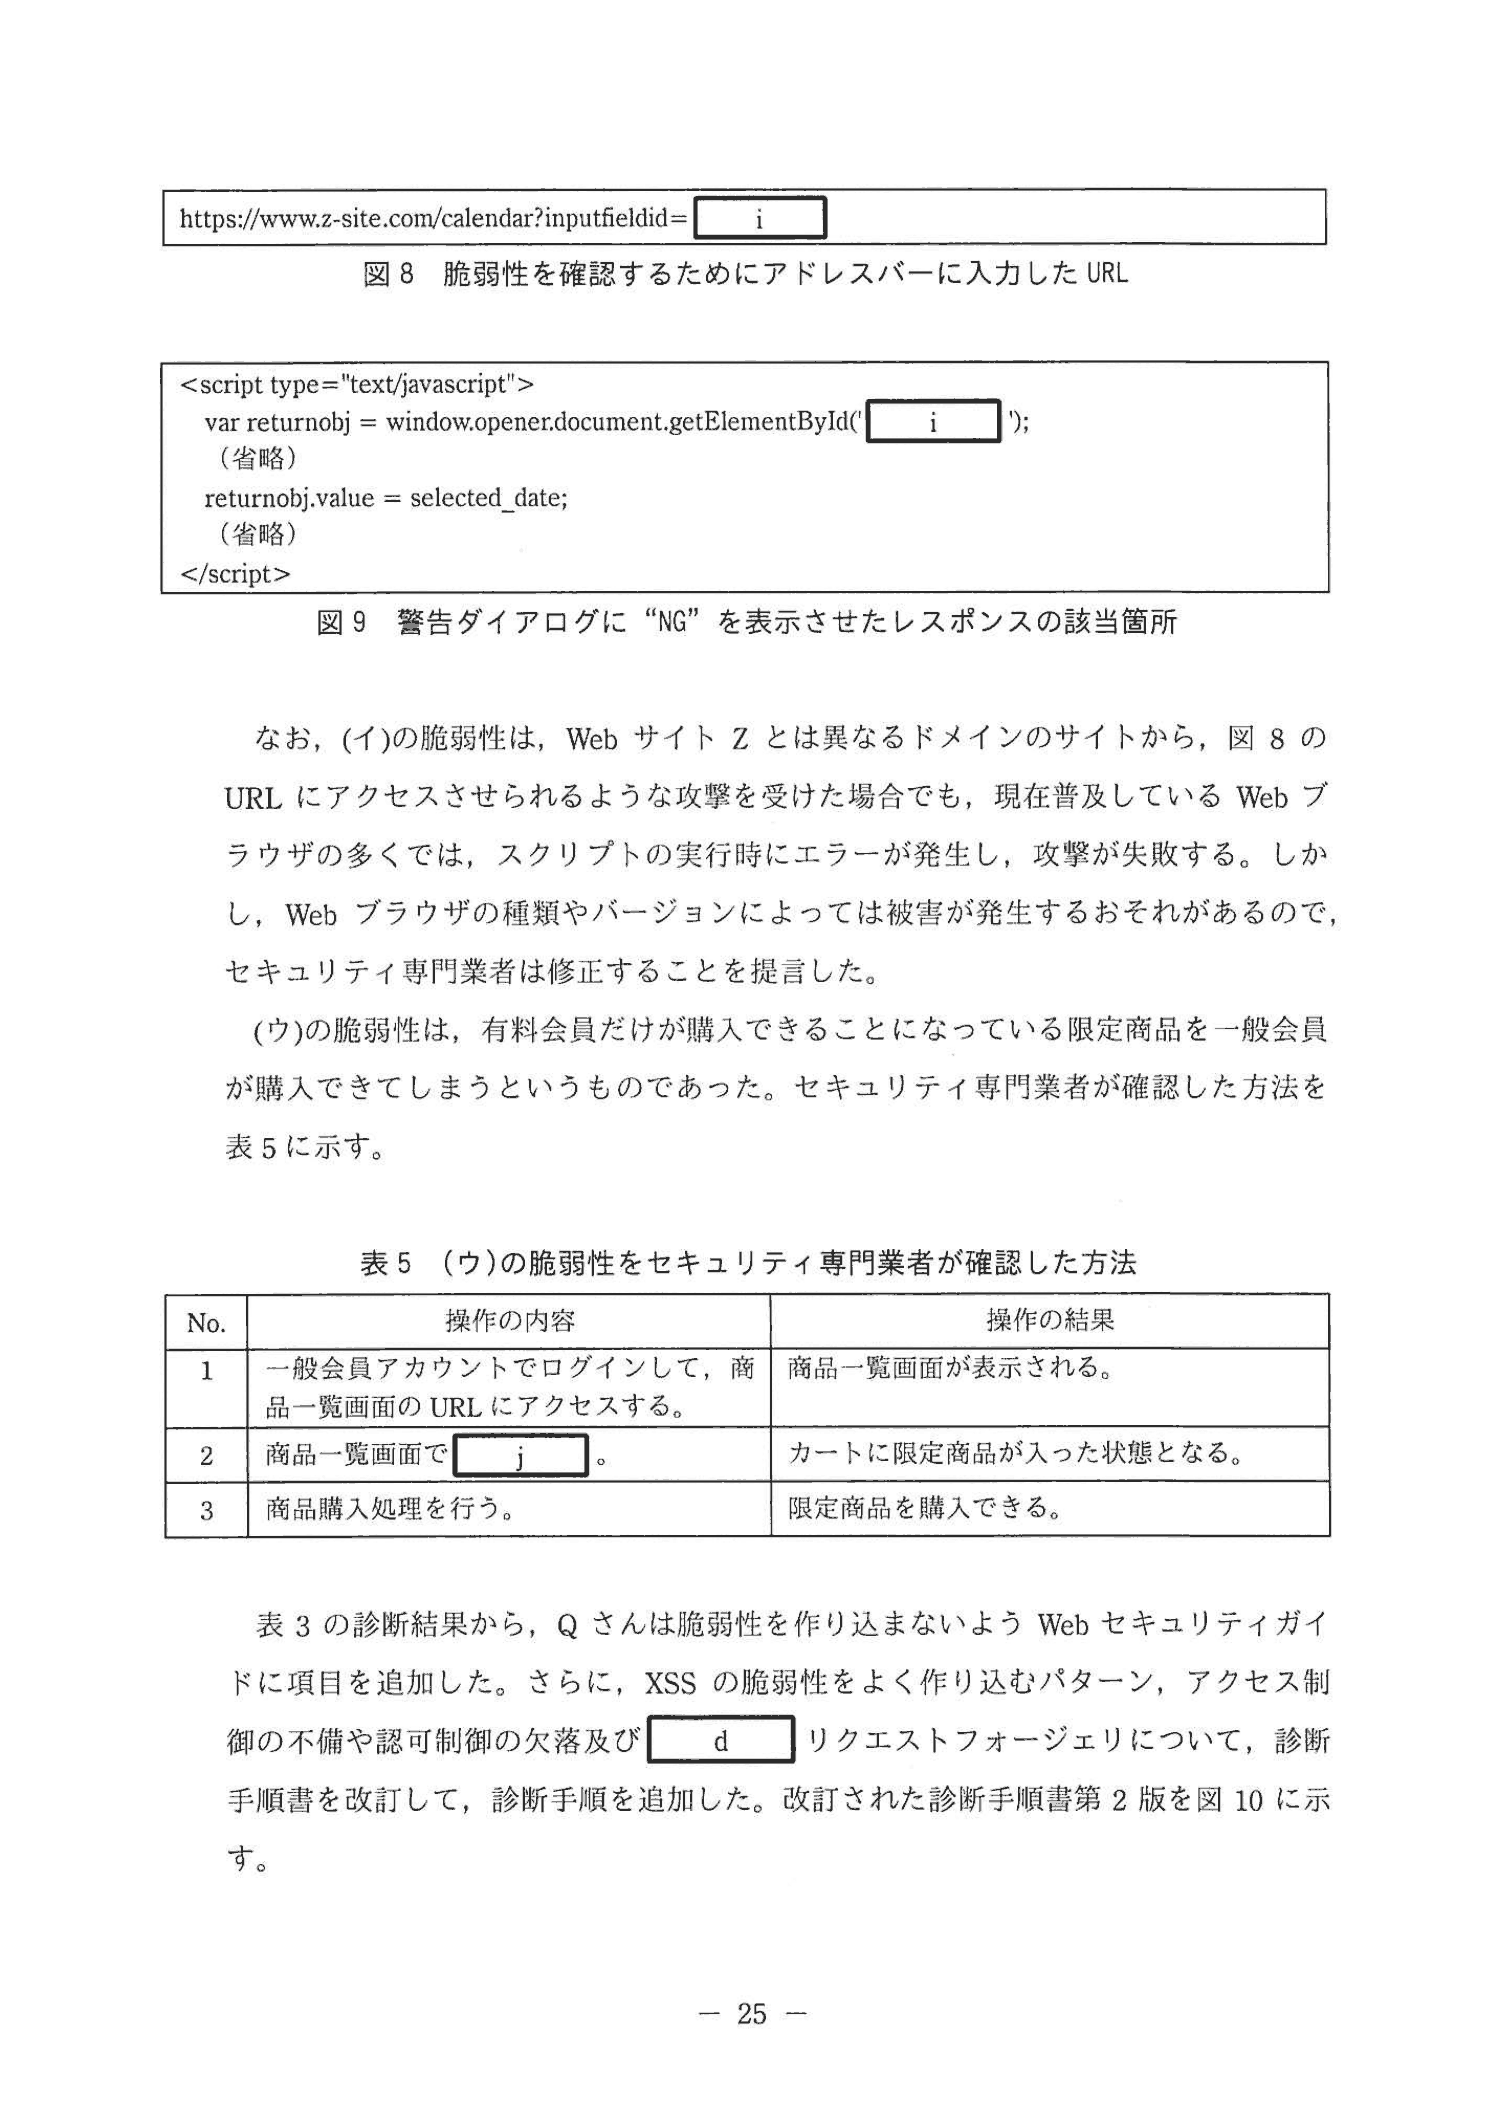 https://www.z-site.com/calendar?inputfieldid= i
図8 脆弱性を確認するためにアドレスバーに入力した URL
<script type="text/javascript">
var returnobj = window.opener.document.getElementById(' i ');
（省略）
returnobj.value = selected_date;
（省略）
</script>
図9 警告ダイアログに“NG”を表示させたレスポンスの該当箇所
なお，(イ)の脆弱性は，Web サイト Z とは異なるドメインのサイトから，図 8 の
URL にアクセスさせられるような攻撃を受けた場合でも，現在普及している Web ブ
ラウザの多くでは，スクリプトの実行時にエラーが発生し，攻撃が失敗する。しか
し，Web ブラウザの種類やバージョンによっては被害が発生するおそれがあるので，
セキュリティ専門業者は修正することを提言した。
(ウ)の脆弱性は，有料会員だけが購入できることになっている限定商品を一般会員
が購入できてしまうというものであった。セキュリティ専門業者が確認した方法を
表 5 に示す。
表5 (ウ)の脆弱性をセキュリティ専門業者が確認した方法
No. 操作の内容 操作の結果
1 一般会員アカウントでログインして，商 商品一覧画面が表示される。
品一覧画面の URL にアクセスする。
2 商品一覧画面で j 。 カートに限定商品が入った状態となる。
3 商品購入処理を行う。 限定商品を購入できる。
表 3 の診断結果から，Q さんは脆弱性を作り込まないよう Web セキュリティガイ
ドに項目を追加した。さらに，XSS の脆弱性をよく作り込むパターン，アクセス制
御の不備や認可制御の欠落及び d リクエストフォージェリについて，診断
手順書を改訂して，診断手順を追加した。改訂された診断手順書第 2 版を図 10 に示
す。
— 25 —